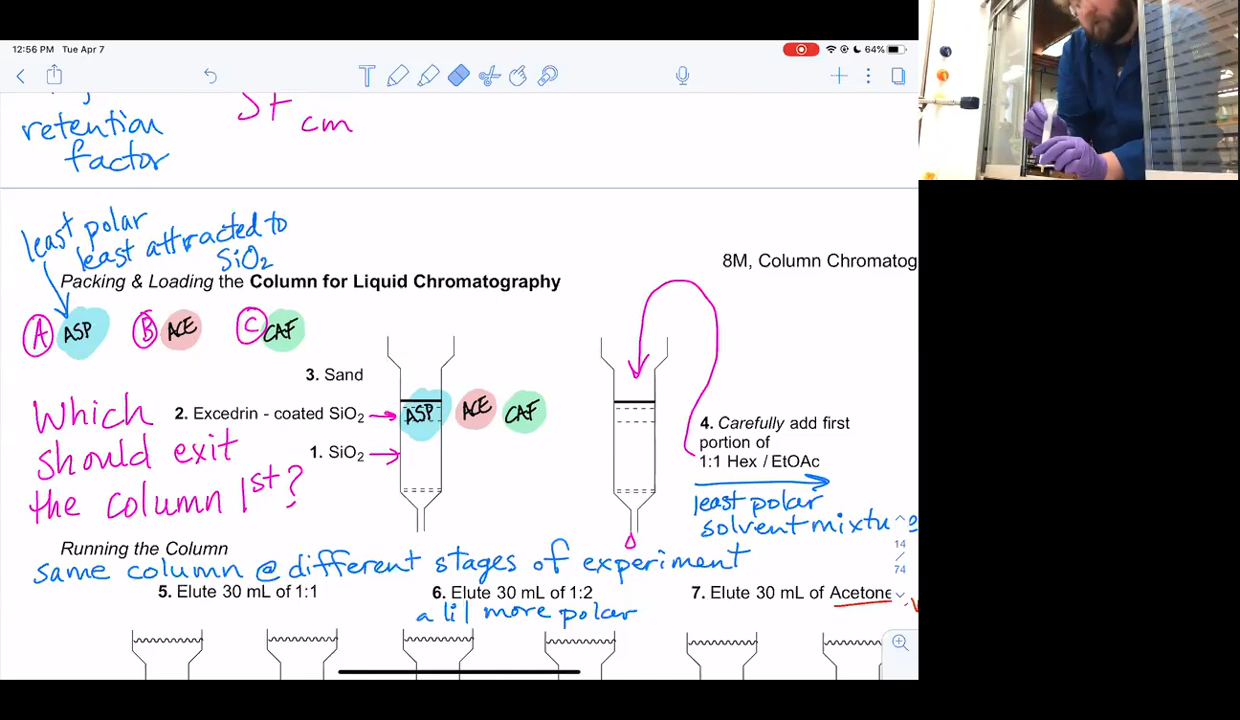 12:56 PM Tue Apr 7
64%
T
retention
cm
factor
least polar
least attracted to
SiO2
8M, Column Chromatog
Packing & Loading the Column for Liquid Chromatography
A ASP B ACE C CAF
3. Sand
Which
2. Excedrin - coated SiO2
ASP ACE CAF
4. Carefully add first
portion of
should exit
1. SiO2
1:1 Hex / EtOAc
the column 1st?
least polar
solvent mixture
14
/
74
Running the Column
same column @ different stages of experiment
5. Elute 30 mL of 1:1
6. Elute 30 mL of 1:2
7. Elute 30 mL of Acetone
a lil more polar